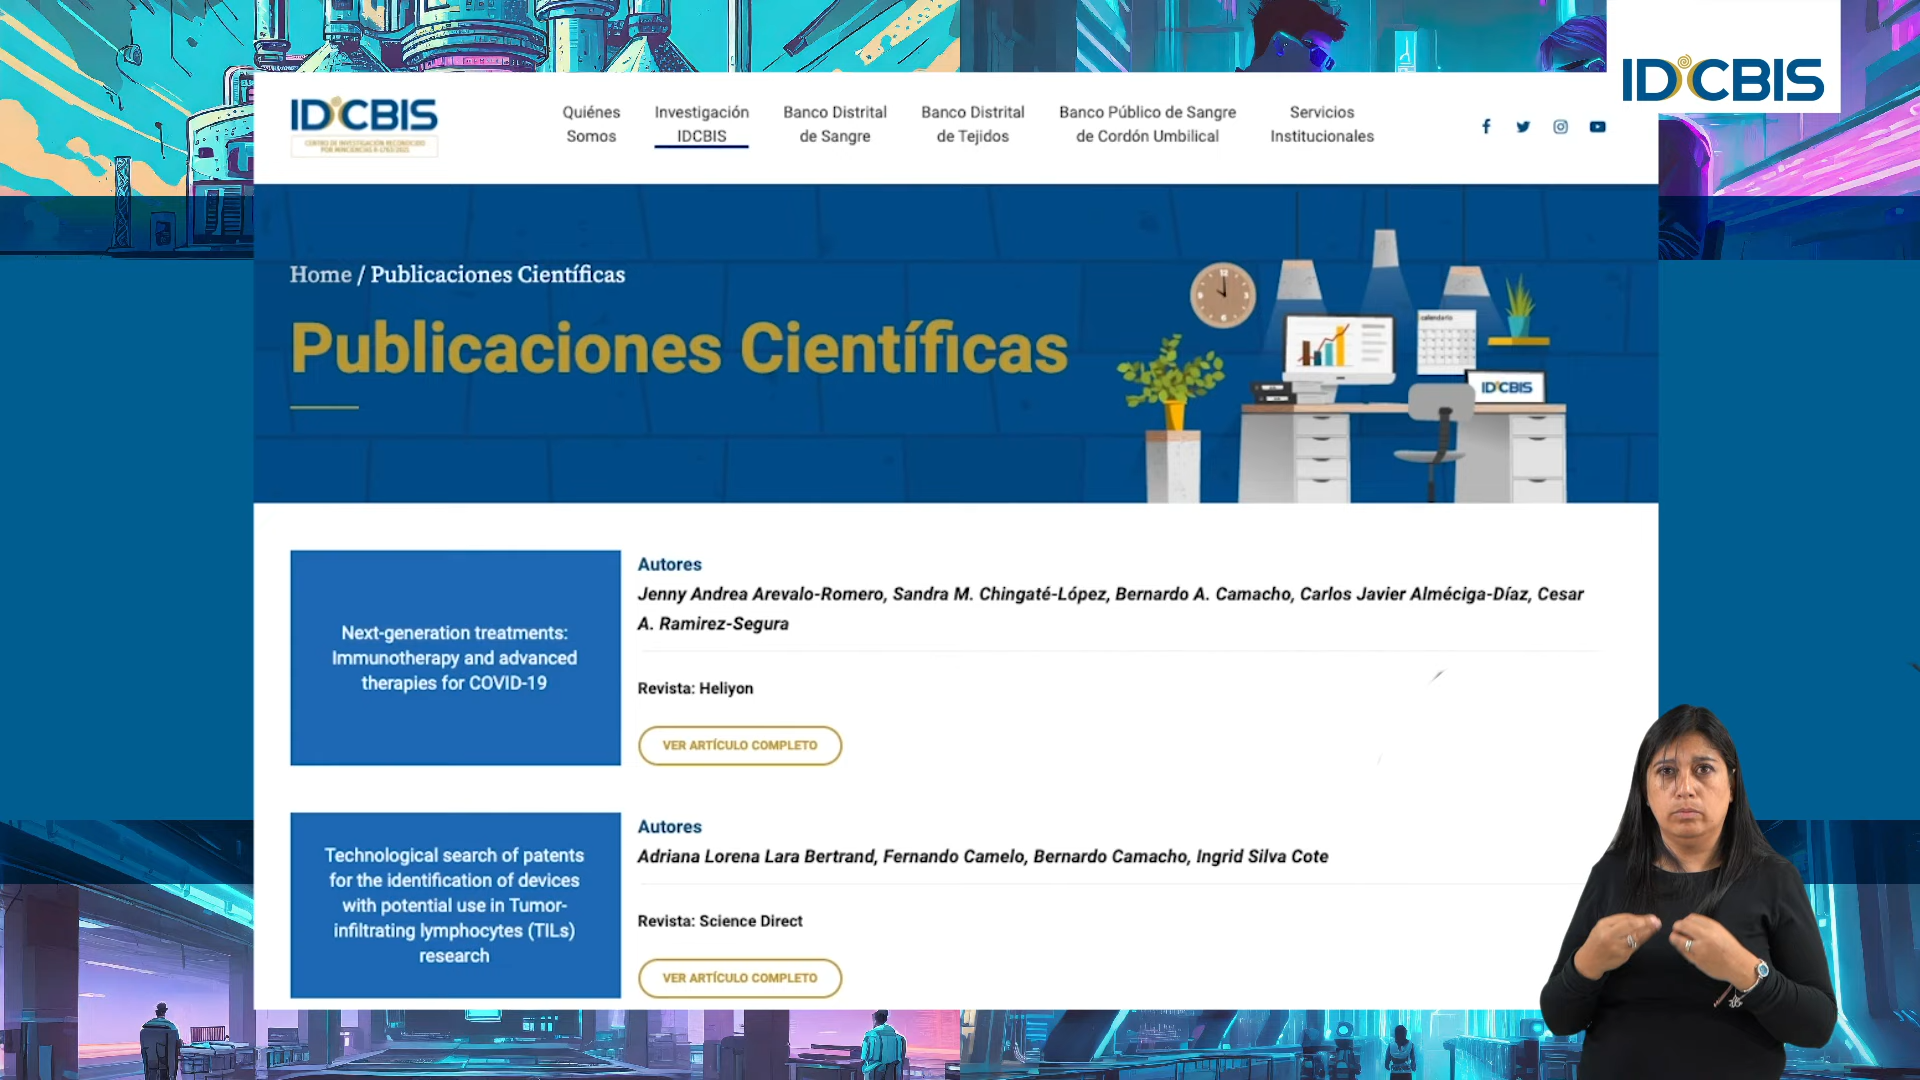 IDCBIS
IDCBIS
CENTRO DE INVESTIGACIÓN RECONOCIDO
Quiénes
Somos
Investigación
IDCBIS
Banco Distrital
de Sangre
Banco Distrital
de Tejidos
Banco Público de Sangre
de Cordón Umbilical
Servicios
Institucionales
Home / Publicaciones Científicas
Publicaciones Científicas
calendario
IDCBIS
Next-generation treatments:
Immunotherapy and advanced
therapies for COVID-19
Autores
Jenny Andrea Arevalo-Romero, Sandra M. Chingaté-López, Bernardo A. Camacho, Carlos Javier Alméciga-Díaz, Cesar
A. Ramirez-Segura
Revista: Heliyon
VER ARTÍCULO COMPLETO
Technological search of patents
for the identification of devices
with potential use in Tumor-
infiltrating lymphocytes (TILs)
research
Autores
Adriana Lorena Lara Bertrand, Fernando Camelo, Bernardo Camacho, Ingrid Silva Cote
Revista: Science Direct
VER ARTÍCULO COMPLETO